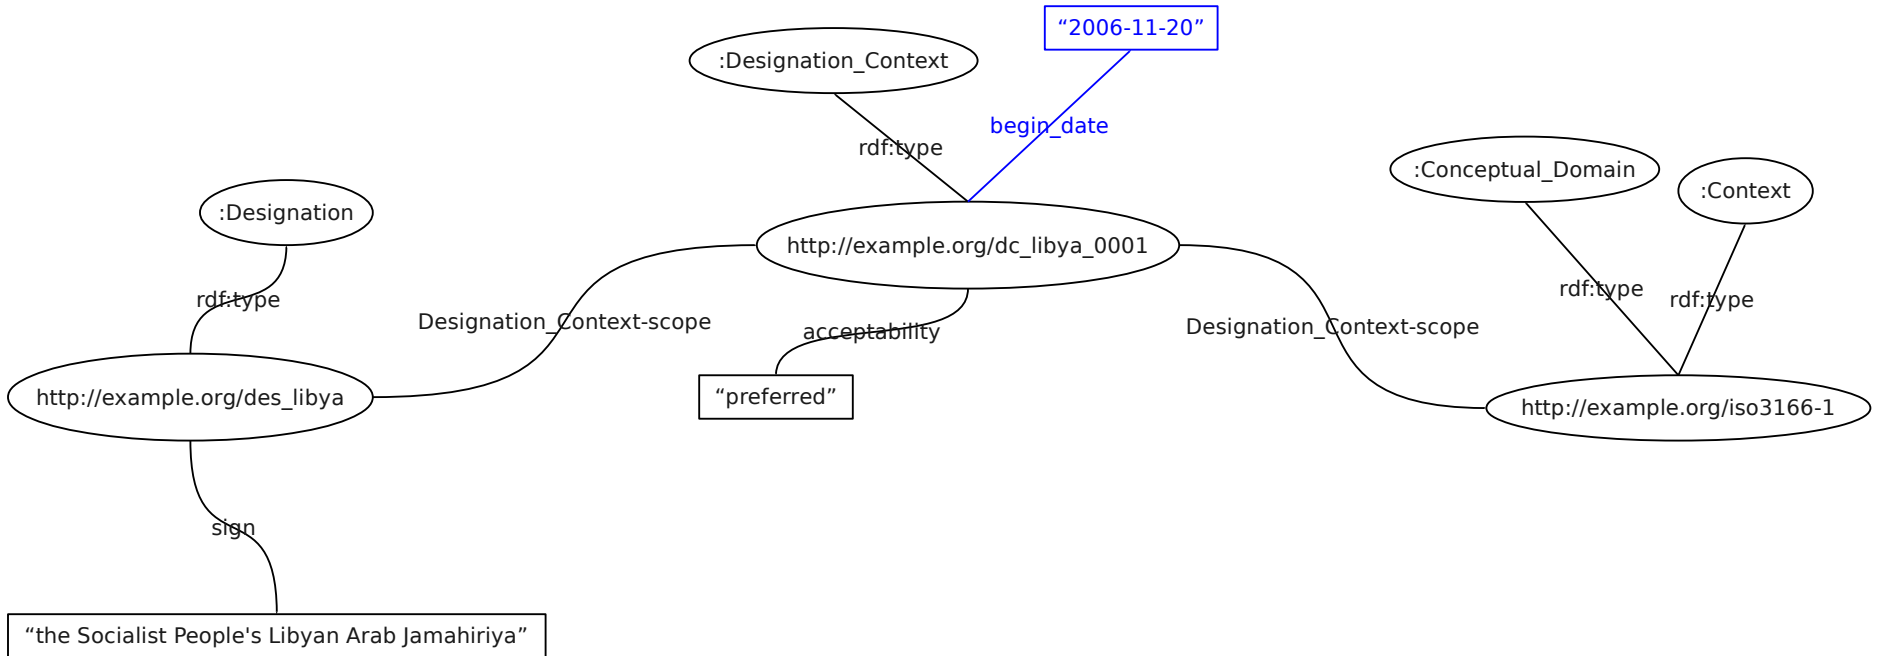 “2006-11-20”
:Designation_Context
begin_date
rdf:type
:Conceptual_Domain
:Context
:Designation
http://example.org/dc_libya_0001
rdf:type
rdf:type
rdf:type
Designation_Context-scope
acceptability
Designation_Context-scope
http://example.org/des_libya
“preferred”
http://example.org/iso3166-1
sign
“the Socialist People's Libyan Arab Jamahiriya”